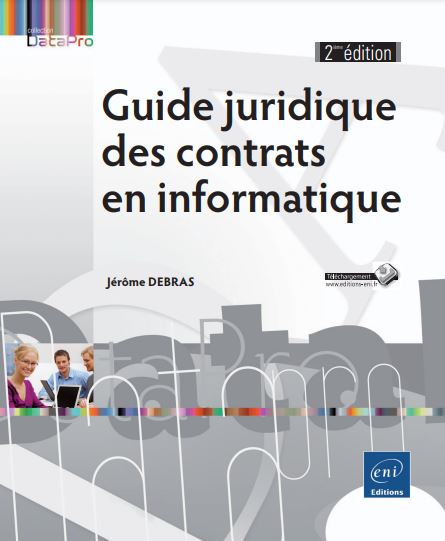 collection
DataPro
2ème édition
Guide juridique
des contrats
en informatique
Jérôme DEBRAS
Téléchargement
www.editions-eni.fr
DataPro
eni
Editions